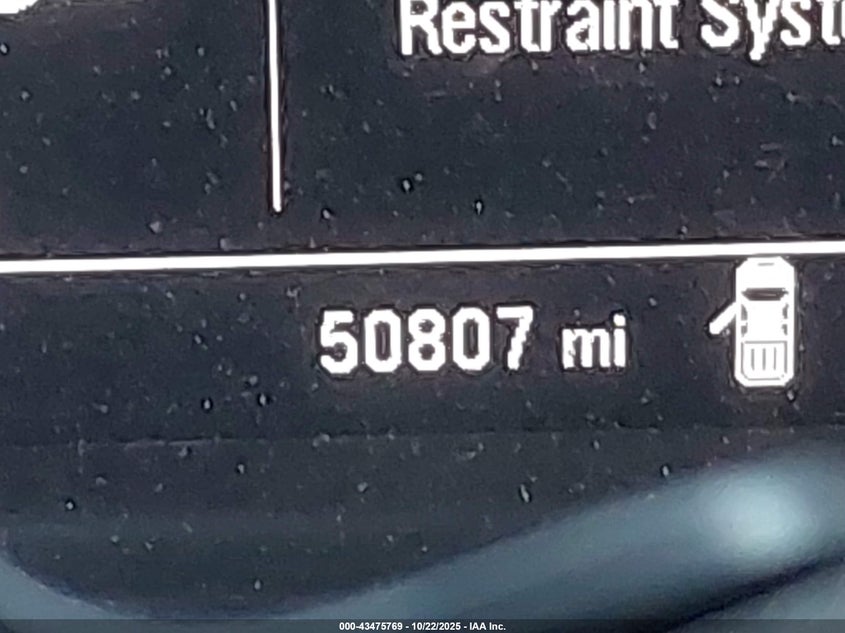 Restraint Syst
50807 mi
000-43475769 - 10/22/2025 - IAA Inc.